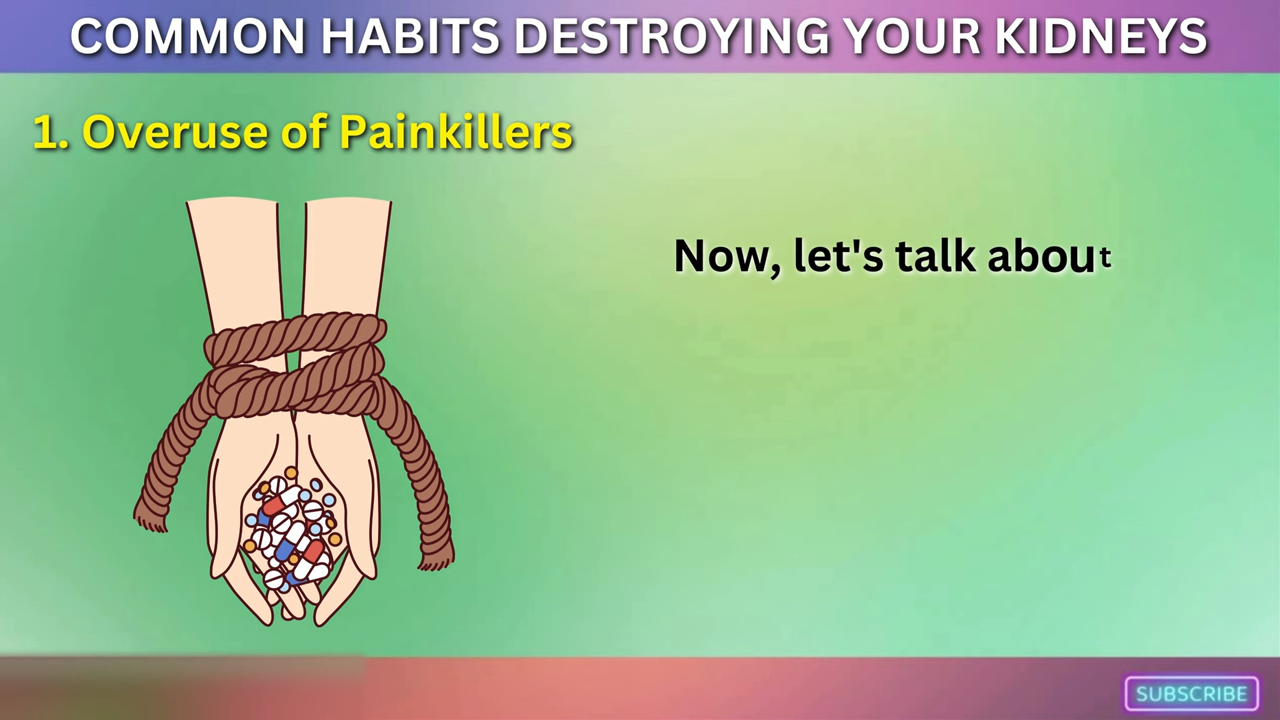 COMMON HABITS DESTROYING YOUR KIDNEYS
1. Overuse of Painkillers
Now, let's talk about
SUBSCRIBE